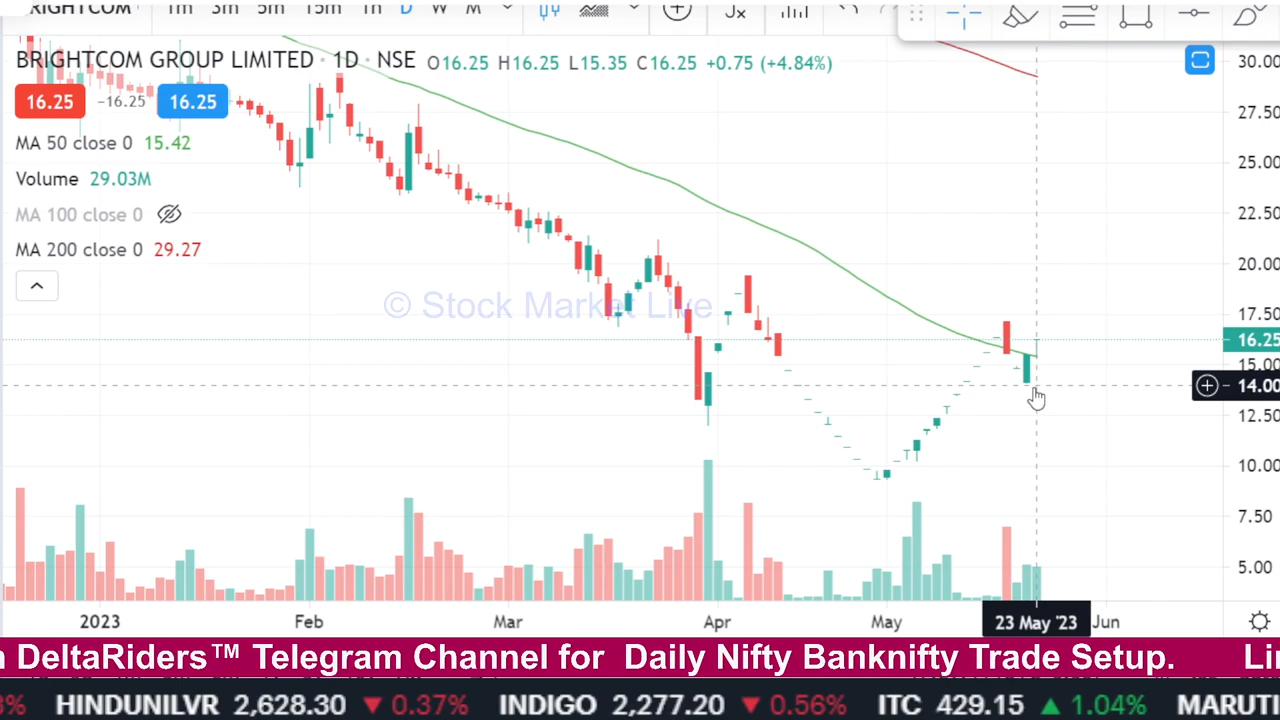 1m 3m 5m 15m 1h D W M
BRIGHTCOM GROUP LIMITED · 1D · NSE O16.25 H16.25 L15.35 C16.25 +0.75 (+4.84%)
16.25 -16.25 16.25
MA 50 close 0 15.42
Volume 29.03M
MA 100 close 0
MA 200 close 0 29.27
© Stock Market Live
30.00
27.50
25.00
22.50
20.00
17.50
16.25
15.00
14.00
12.50
10.00
7.50
5.00
2023 Feb Mar Apr May 23 May '23 Jun
DeltaRiders™ Telegram Channel for Daily Nifty Banknifty Trade Setup.
HINDUNILVR 2,628.30 ▼ 0.37% INDIGO 2,277.20 ▼ 0.56% ITC 429.15 ▲ 1.04% MARUTI